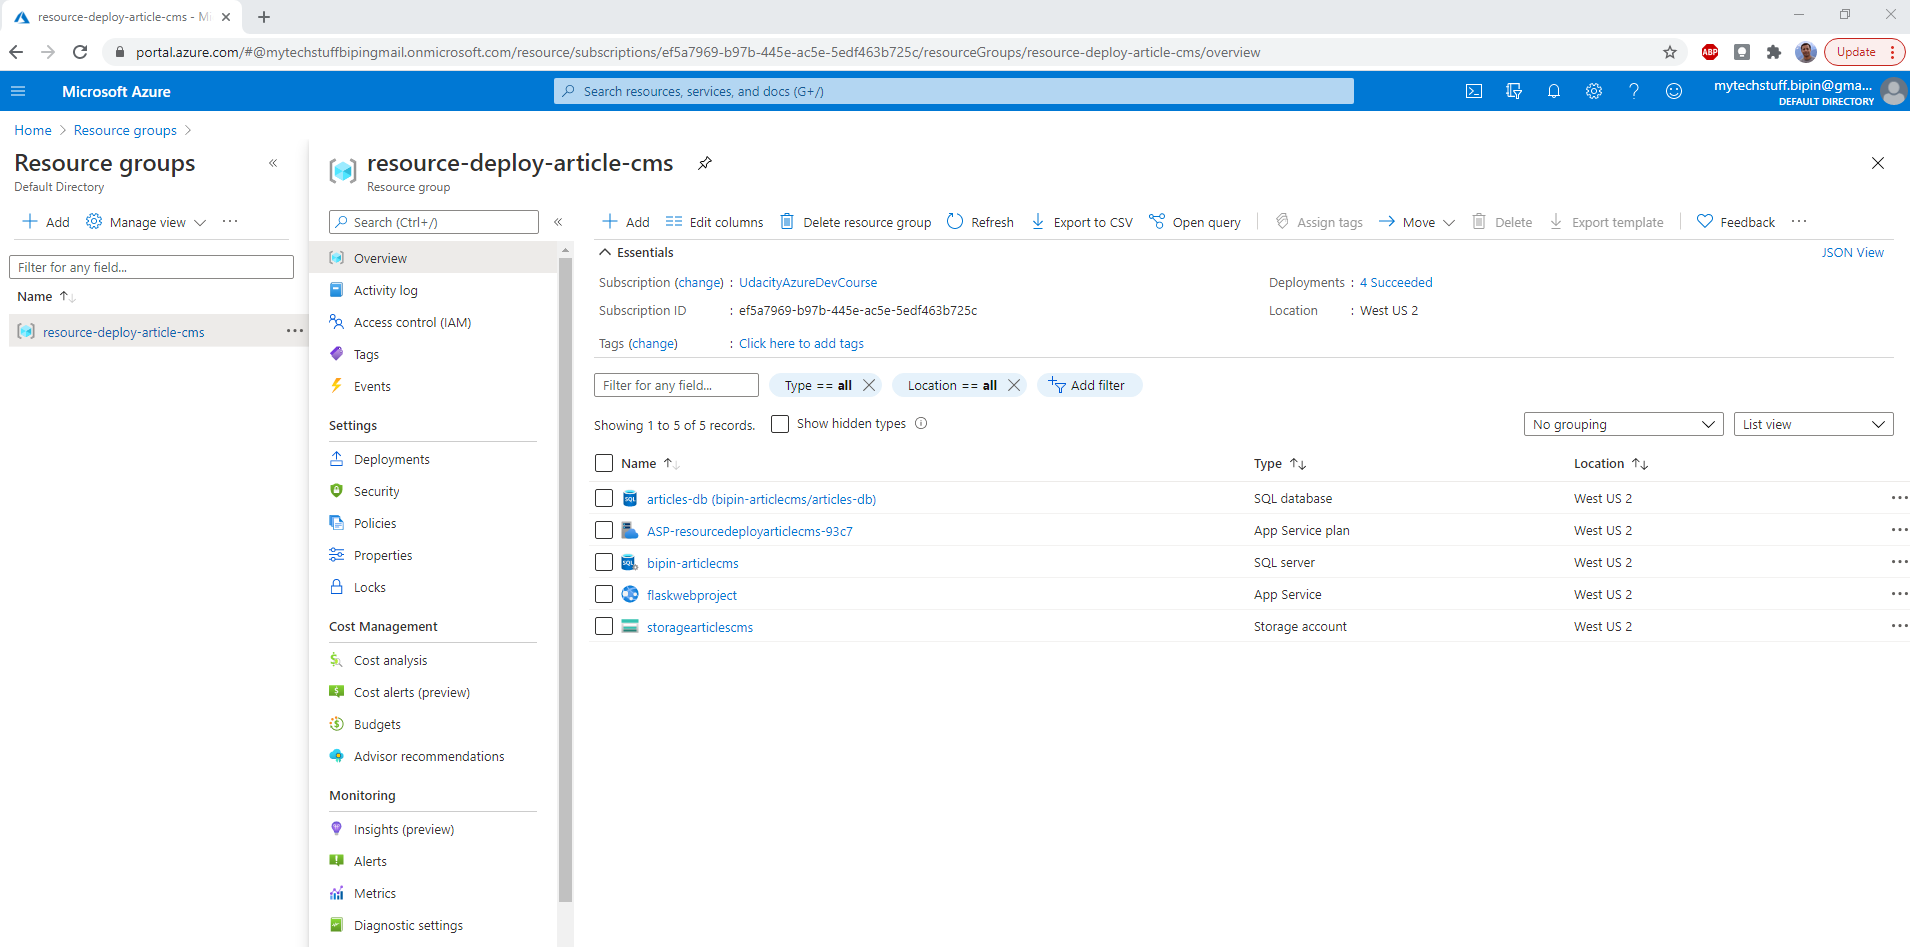 resource-deploy-article-cms - Mi
portal.azure.com/#@mytechstuffbipingmail.onmicrosoft.com/resource/subscriptions/ef5a7969-b97b-445e-ac5e-5edf463b725c/resourceGroups/resource-deploy-article-cms/overview
ABP
Update
Microsoft Azure
Search resources, services, and docs (G+/)
mytechstuff.bipin@gma...
DEFAULT DIRECTORY
Home > Resource groups >
Resource groups
Default Directory
Add
Manage view
Filter for any field...
Name
resource-deploy-article-cms
resource-deploy-article-cms
Resource group
Search (Ctrl+/)
Overview
Activity log
Access control (IAM)
Tags
Events
Settings
Deployments
Security
Policies
Properties
Locks
Cost Management
Cost analysis
Cost alerts (preview)
Budgets
Advisor recommendations
Monitoring
Insights (preview)
Alerts
Metrics
Diagnostic settings
Add Edit columns Delete resource group Refresh Export to CSV Open query Assign tags Move Delete Export template Feedback
Essentials
JSON View
Subscription (change) : UdacityAzureDevCourse
Deployments : 4 Succeeded
Subscription ID : ef5a7969-b97b-445e-ac5e-5edf463b725c
Location : West US 2
Tags (change) : Click here to add tags
Filter for any field... Type == all Location == all Add filter
Showing 1 to 5 of 5 records. Show hidden types
No grouping List view
Name Type Location
SQL articles-db (bipin-articlecms/articles-db) SQL database West US 2
ASP-resourcedeployarticlecms-93c7 App Service plan West US 2
SQL bipin-articlecms SQL server West US 2
flaskwebproject App Service West US 2
storagearticlescms Storage account West US 2